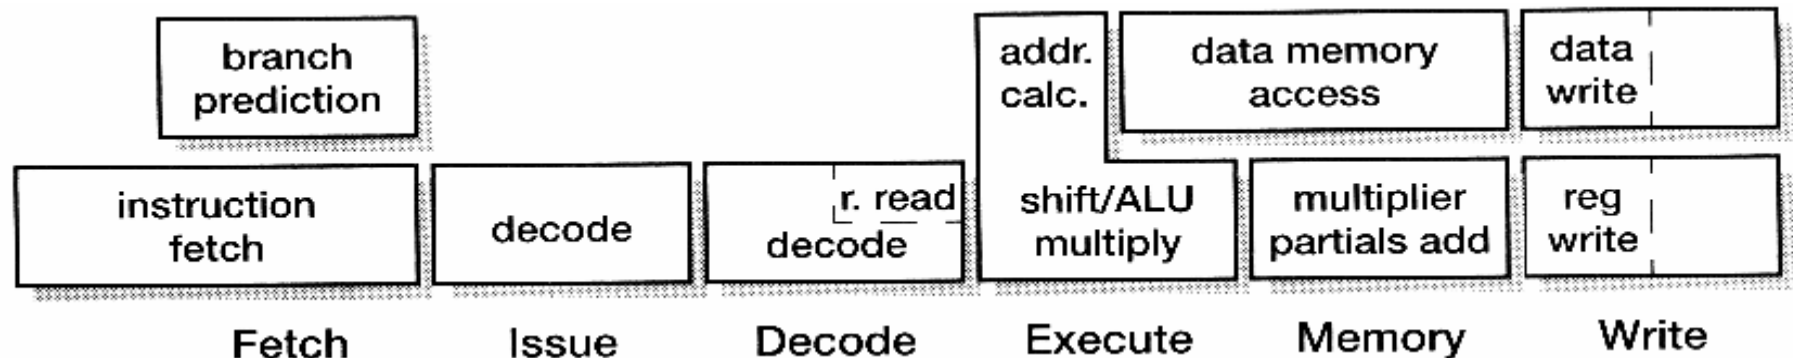 branch
prediction
addr.
calc.
data memory
access
data
write
instruction
fetch
decode
r. read
decode
shift/ALU
multiply
multiplier
partials add
reg
write
Fetch
Issue
Decode
Execute
Memory
Write